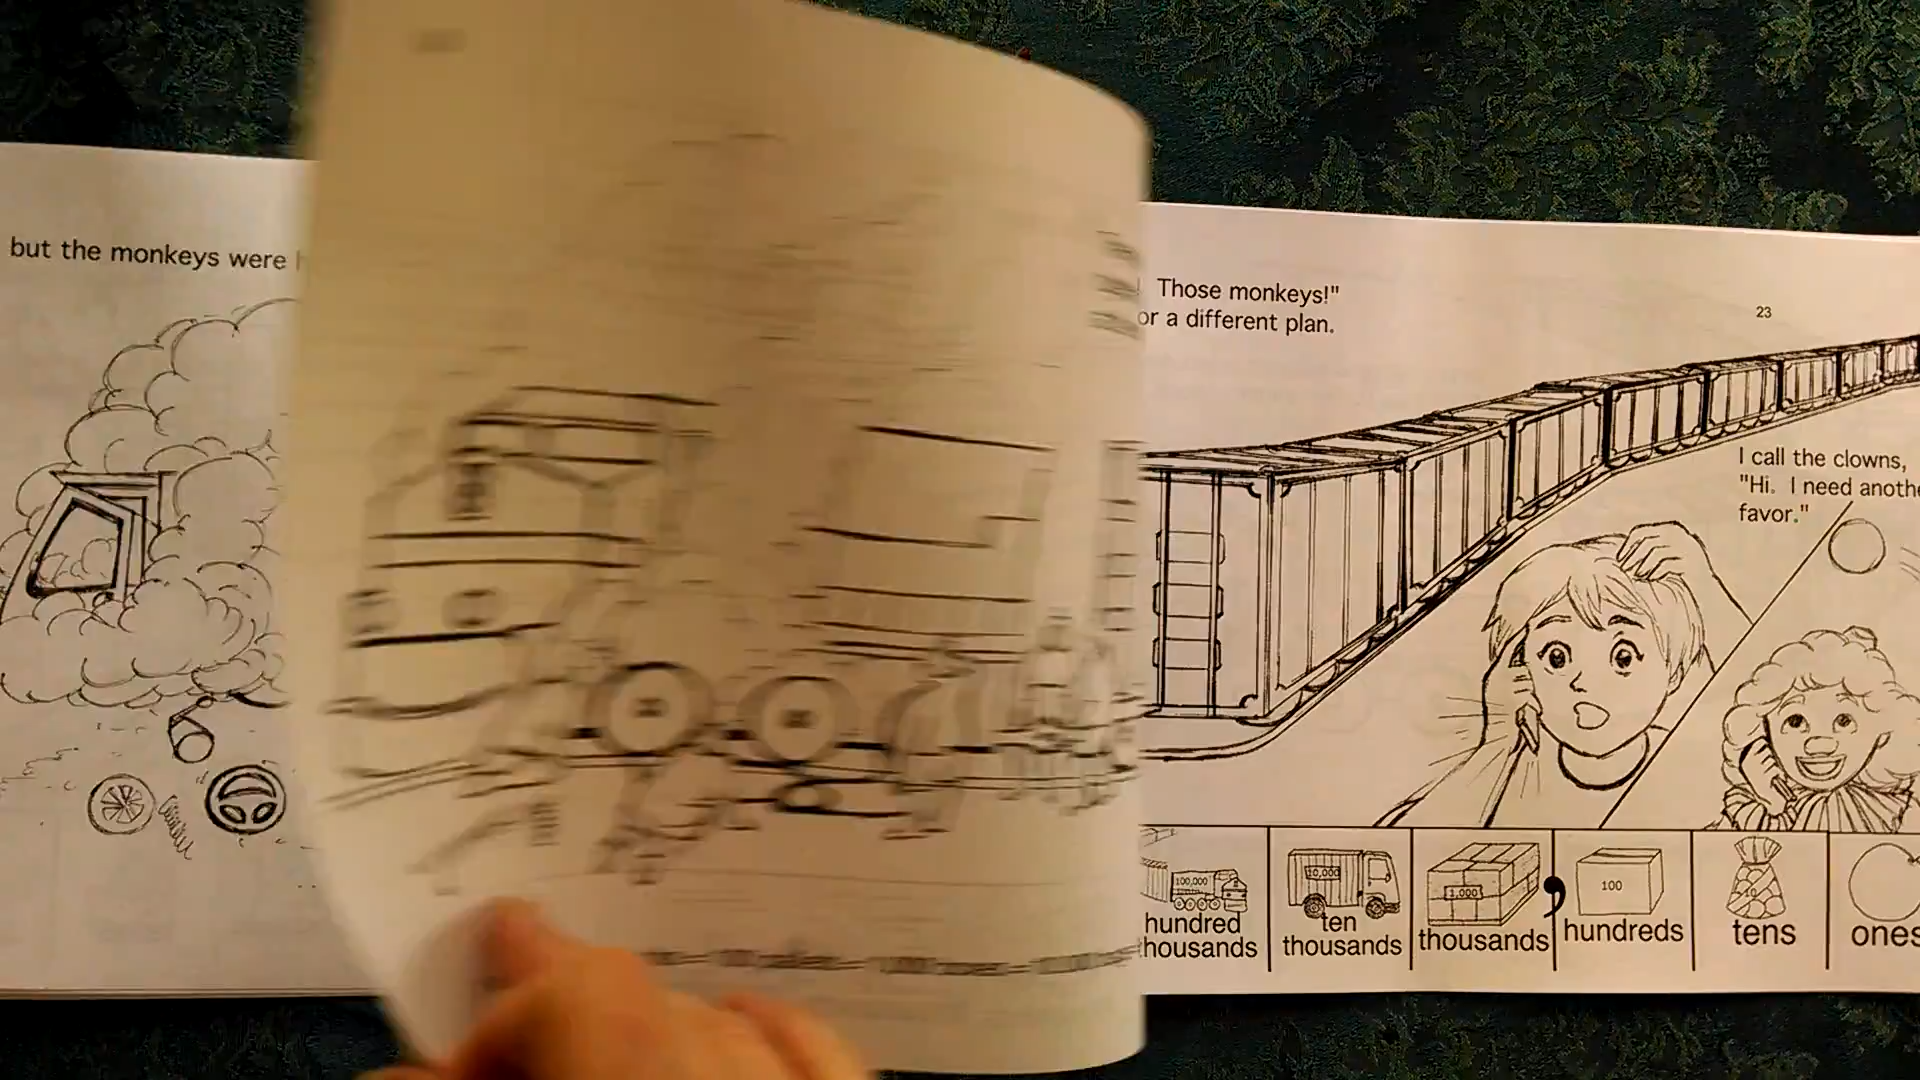 but the monkeys were
Those monkeys!"
or a different plan.
23
I call the clowns,
"Hi. I need
favor."
100,000
10,000
1,000
100
10
,
hundred
thousands
ten
thousands
thousands
hundreds
tens
ones